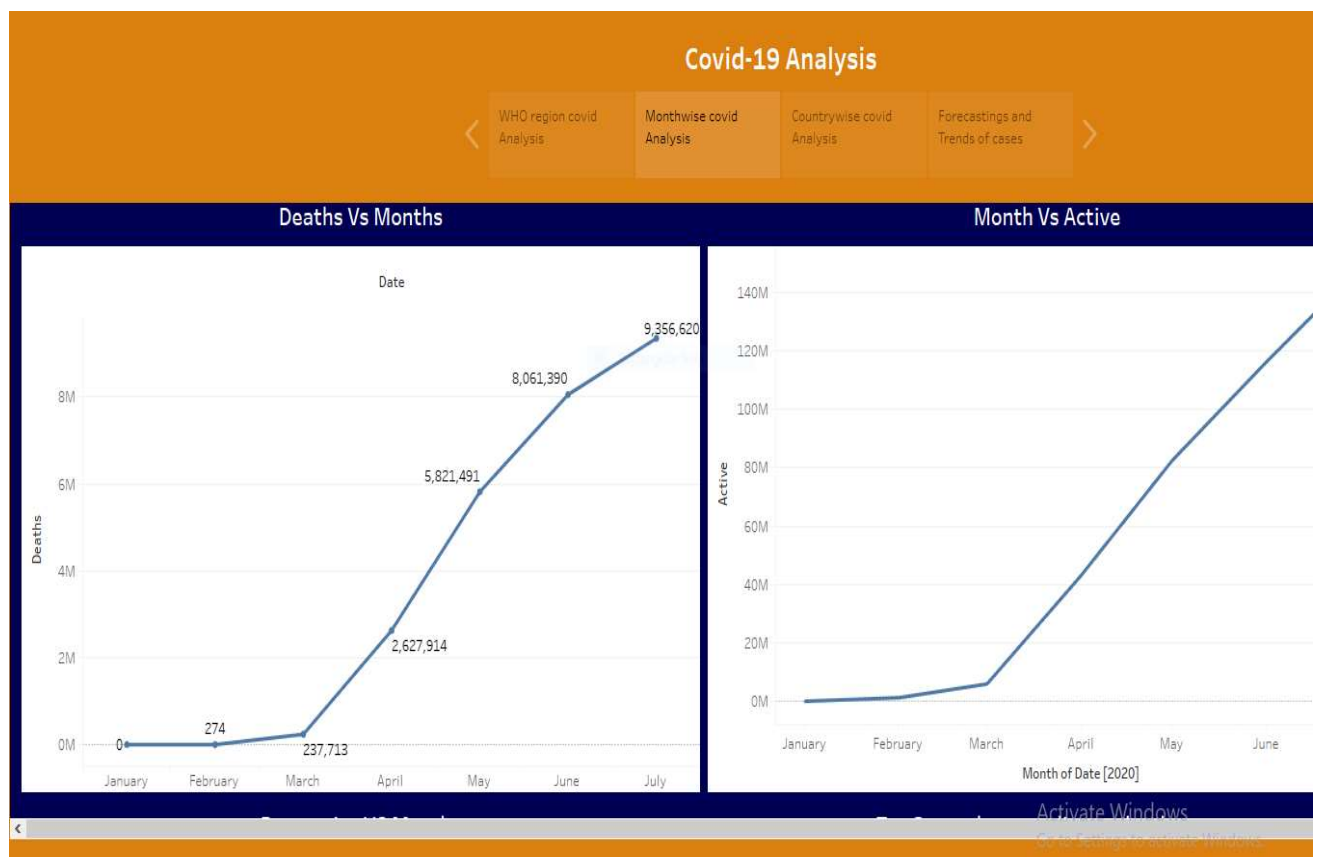 Covid-19 Analysis
WHO region covid
Analysis
Monthwise covid
Analysis
Countrywise covid
Analysis
Forecastings and
Trends of cases
Deaths Vs Months
Date
9,356,620
8,061,390
8M
5,821,491
6M
Deaths
4M
2,627,914
2M
274
0M
0
237,713
January February March April May June July
Month Vs Active
140M
120M
100M
80M
Active
60M
40M
20M
0M
January February March April May June
Month of Date [2020]
Activate Windows
Go to Settings to activate Windows.